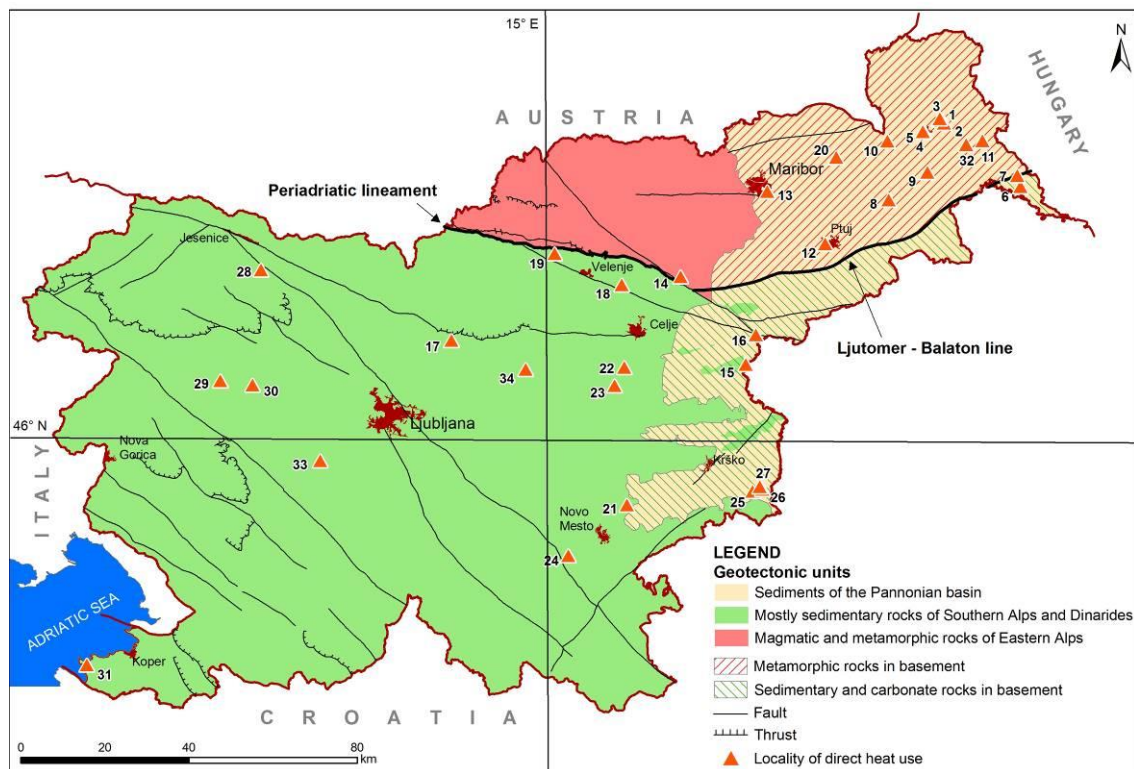 15° E
N
AUSTRIA
HUNGARY
3
1
5
2
4
10
20
32
11
Maribor
7
Periadriatic lineament
13
9
6
8
Jesenice
Ptuj
12
19
Velenje
28
14
18
Celje
16
17
Ljutomer - Balaton line
34
22
15
29
30
23
Ljubljana
46° N
Nova
Gorica
33
Krško
27
ITALY
25
26
21
Novo
Mesto
24
LEGEND
Geotectonic units
Sediments of the Pannonian basin
Mostly sedimentary rocks of Southern Alps and Dinarides
Magmatic and metamorphic rocks of Eastern Alps
Metamorphic rocks in basement
Sedimentary and carbonate rocks in basement
Fault
Thrust
Locality of direct heat use
ADRIATIC SEA
Koper
31
CROATIA
0 20 40 80
km